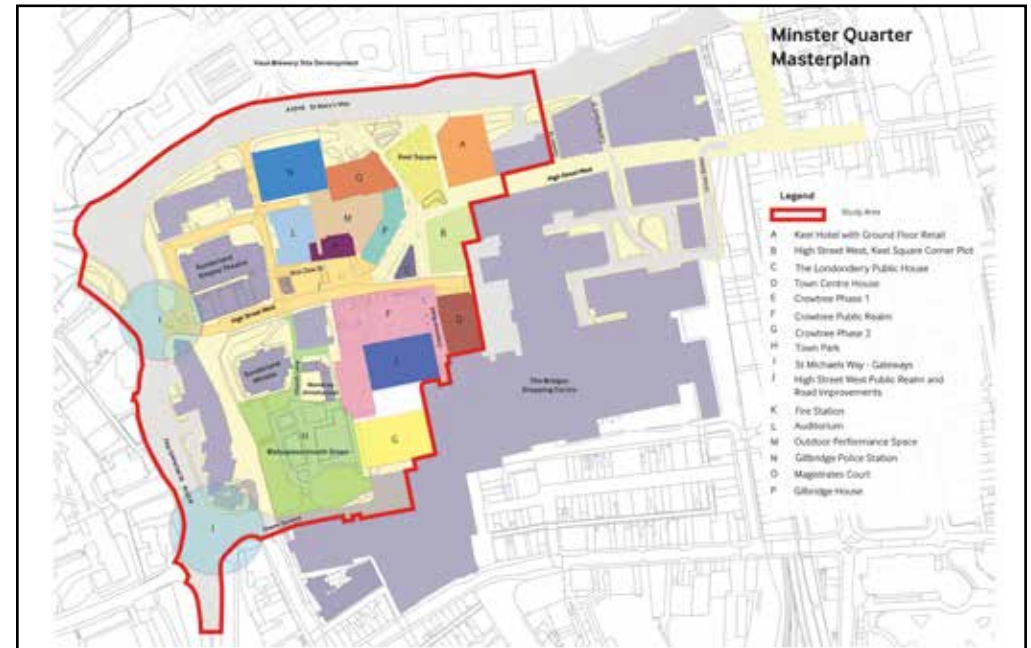 Minster Quarter
Masterplan
Vaux Brewery Site Development
St Mary's Way
Keel Square
A
High Street West
N
O
M
L
P
B
Sunderland
Empire Theatre
High Street West
I
F
D
Sunderland
Minster
The Bridges
Shopping Centre
G
H
Bishopwearmouth Green
I
Legend
Study Area
A Keel Hotel with Ground Floor Retail
B High Street West, Keel Square Corner Plot
C The Londonderry Public House
D Town Centre House
E Crowtree Phase 1
F Crowtree Public Realm
G Crowtree Phase 2
H Town Park
I St Michaels Way - Gateways
J High Street West Public Realm and
Road Improvements
K Fire Station
L Auditorium
M Outdoor Performance Space
N Gillbridge Police Station
O Magistrates Court
P Gillbridge House